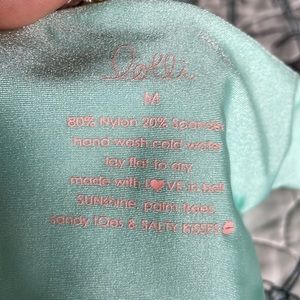 Lolli
M
80% Nylon 20% Spandex
hand wash cold water
lay flat to dry
made with L❤VE in Bali
SUNshine, palm trees,
Sandy tOes & SALTY KISSES